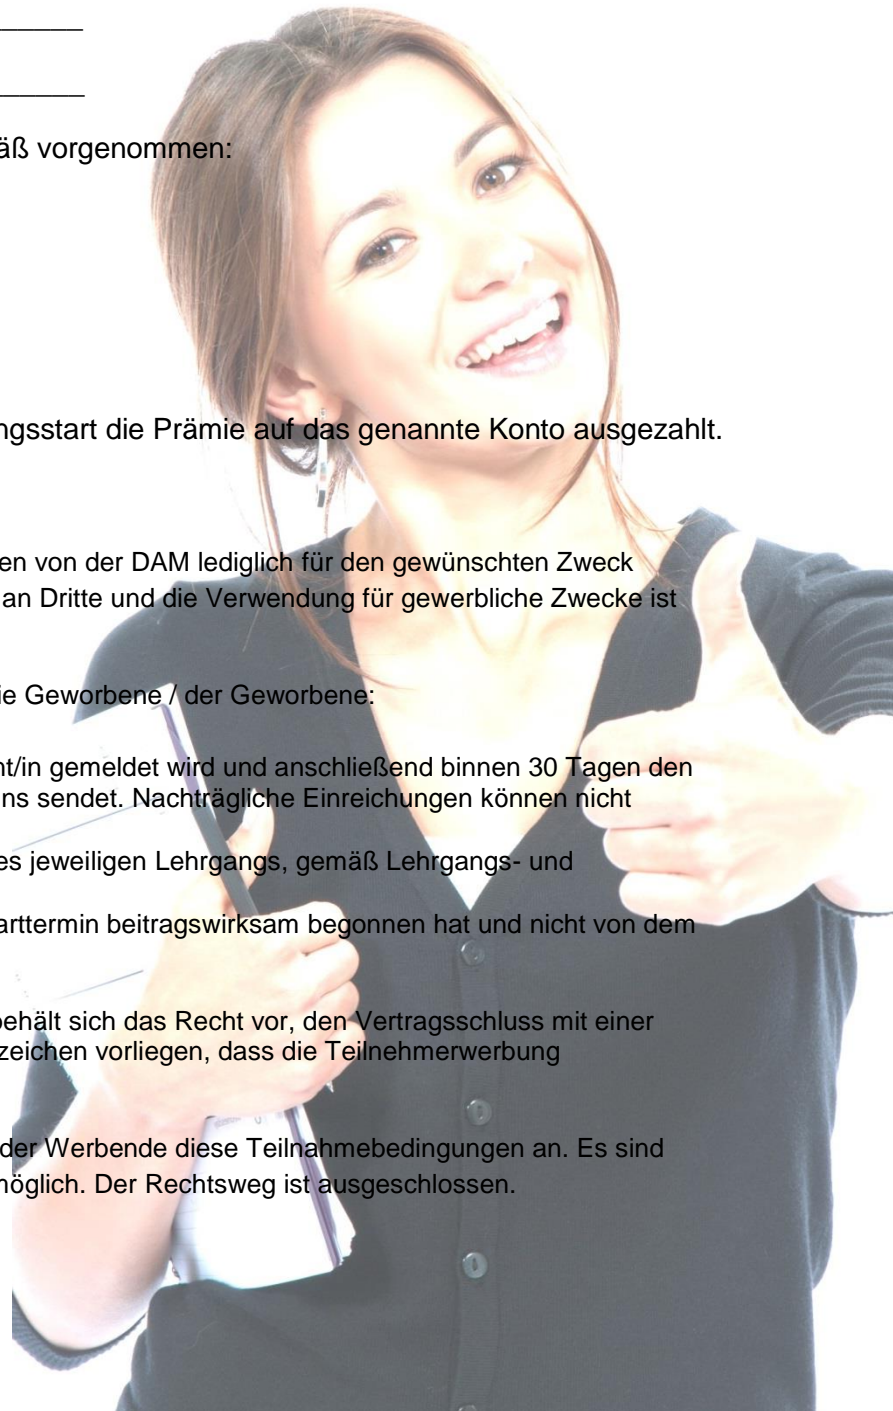 äß vorgenommen:
ngsstart die Prämie auf das genannte Konto ausgezahlt.
en von der DAM lediglich für den gewünschten Zweck
an Dritte und die Verwendung für gewerbliche Zwecke ist
ie Geworbene / der Geworbene:
nt/in gemeldet wird und anschließend binnen 30 Tagen den
ns sendet. Nachträgliche Einreichungen können nicht
es jeweiligen Lehrgangs, gemäß Lehrgangs- und
arttermin beitragswirksam begonnen hat und nicht von dem
behält sich das Recht vor, den Vertragsschluss mit einer
zeichen vorliegen, dass die Teilnehmerwerbung
der Werbende diese Teilnahmebedingungen an. Es sind
möglich. Der Rechtsweg ist ausgeschlossen.